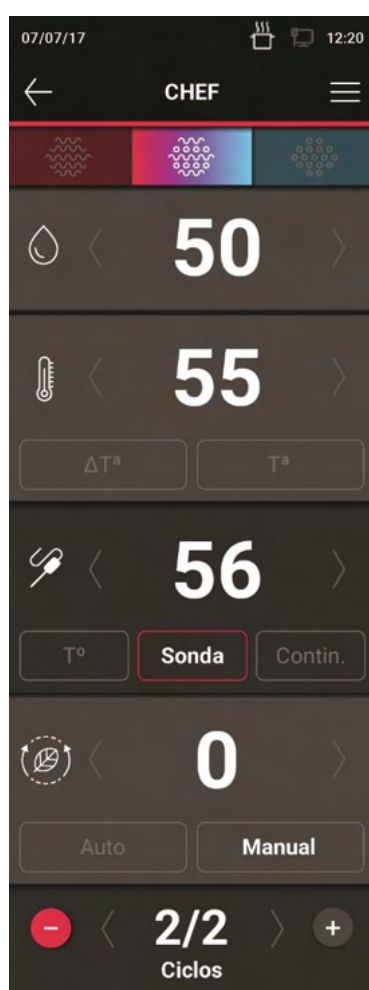 07/07/17 12:20
CHEF
50
55
ΔTª Tª
56
Tº Sonda Contin.
0
Auto Manual
2/2
Ciclos